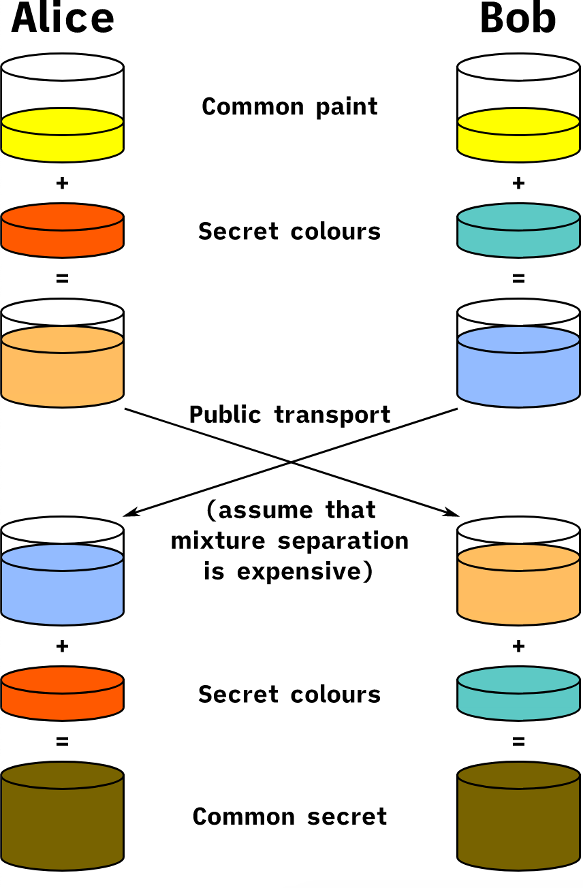 Alice
Bob
Common paint
+
+
Secret colours
=
=
Public transport
(assume that
mixture separation
is expensive)
+
+
Secret colours
=
=
Common secret